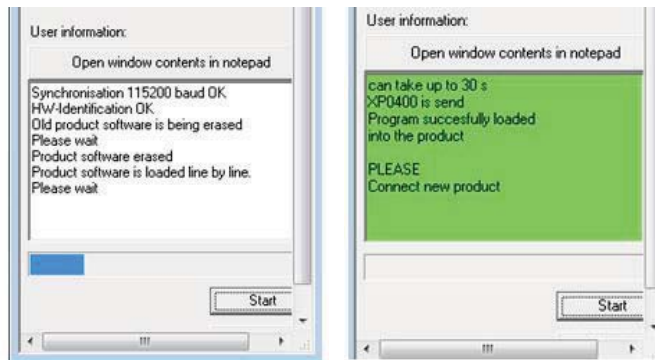 User information:
Open window contents in notepad
Synchronisation 115200 baud OK
HW-Identification OK
Old product software is being erased
Please wait
Product software erased
Product software is loaded line by line.
Please wait
Start
User information:
Open window contents in notepad
can take up to 30 s
XP0400 is send
Program succesfully loaded
into the product
PLEASE
Connect new product
Start